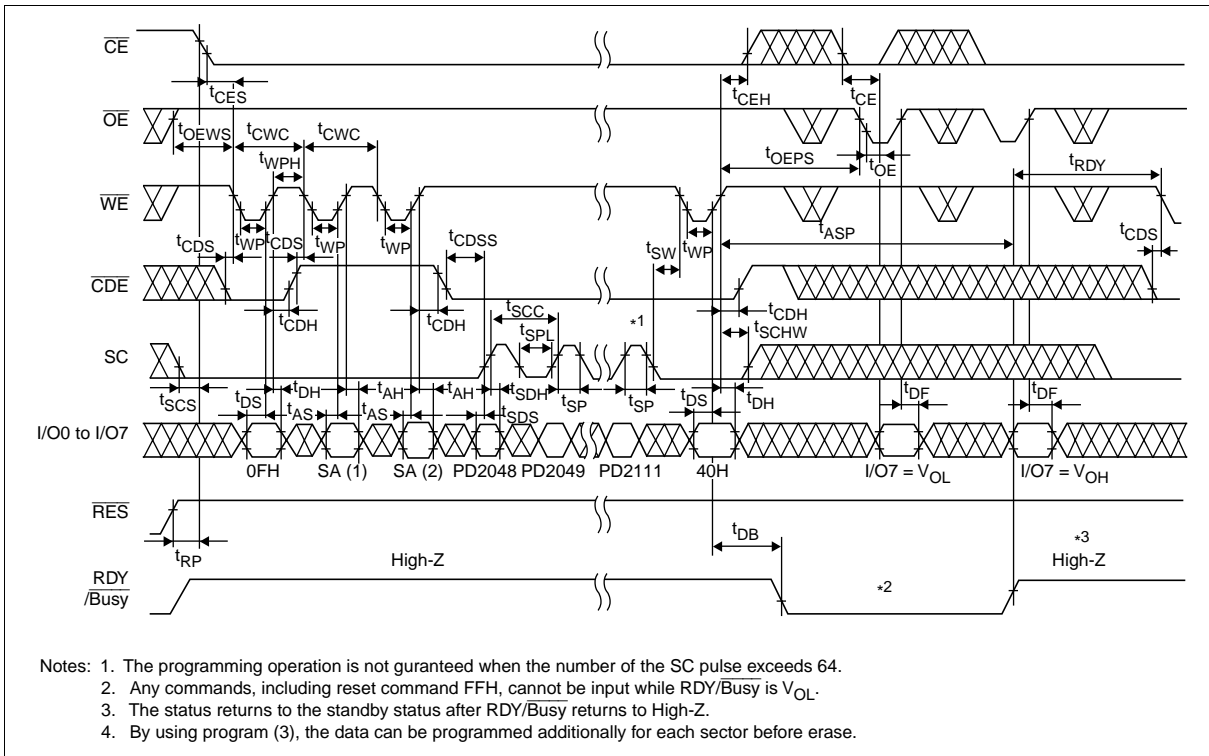 CE
tCES
tCEH
tCE
OE
tOEWS
tCWC
tCWC
tWPH
tOEPS
tOE
tRDY
WE
tCDS
tWP
tCDS
tWP
tWP
tCDSS
tSW
tWP
tASP
tCDS
CDE
tCDH
tCDH
tSCC
tSPL
*1
tCDH
tSCHW
SC
tSCS
tDS
tDH
tAS
tAH
tAS
tAH
tSDH
tSDS
tSP
tSP
tDS
tDH
tDF
tDF
I/O0 to I/O7
0FH SA (1) SA (2) PD2048 PD2049 PD2111 40H I/O7 = VOL I/O7 = VOH
RES
tRP
tDB
High-Z
*3
High-Z
RDY
/Busy
*2
Notes: 1. The programming operation is not guranteed when the number of the SC pulse exceeds 64.
2. Any commands, including reset command FFH, cannot be input while RDY/Busy is VOL.
3. The status returns to the standby status after RDY/Busy returns to High-Z.
4. By using program (3), the data can be programmed additionally for each sector before erase.